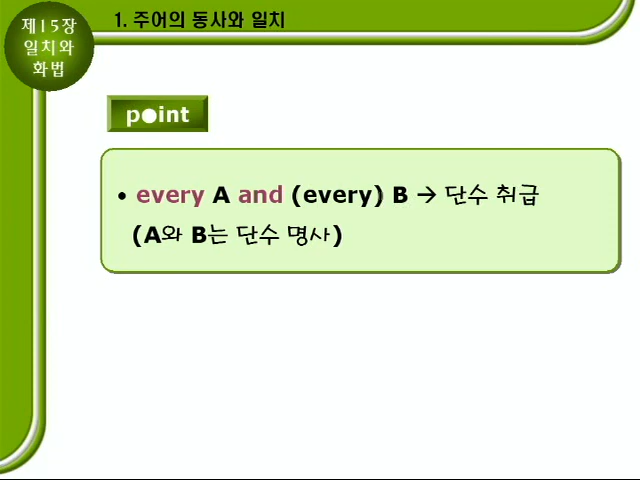 제15장
일치와
화법
1. 주어의 동사와 일치
point
• every A and (every) B → 단수 취급
(A와 B는 단수 명사)